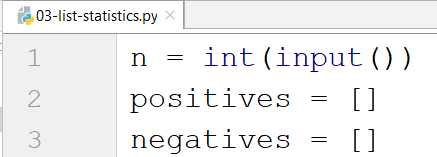 03-list-statistics.py
1 n = int(input())
2 positives = []
3 negatives = []